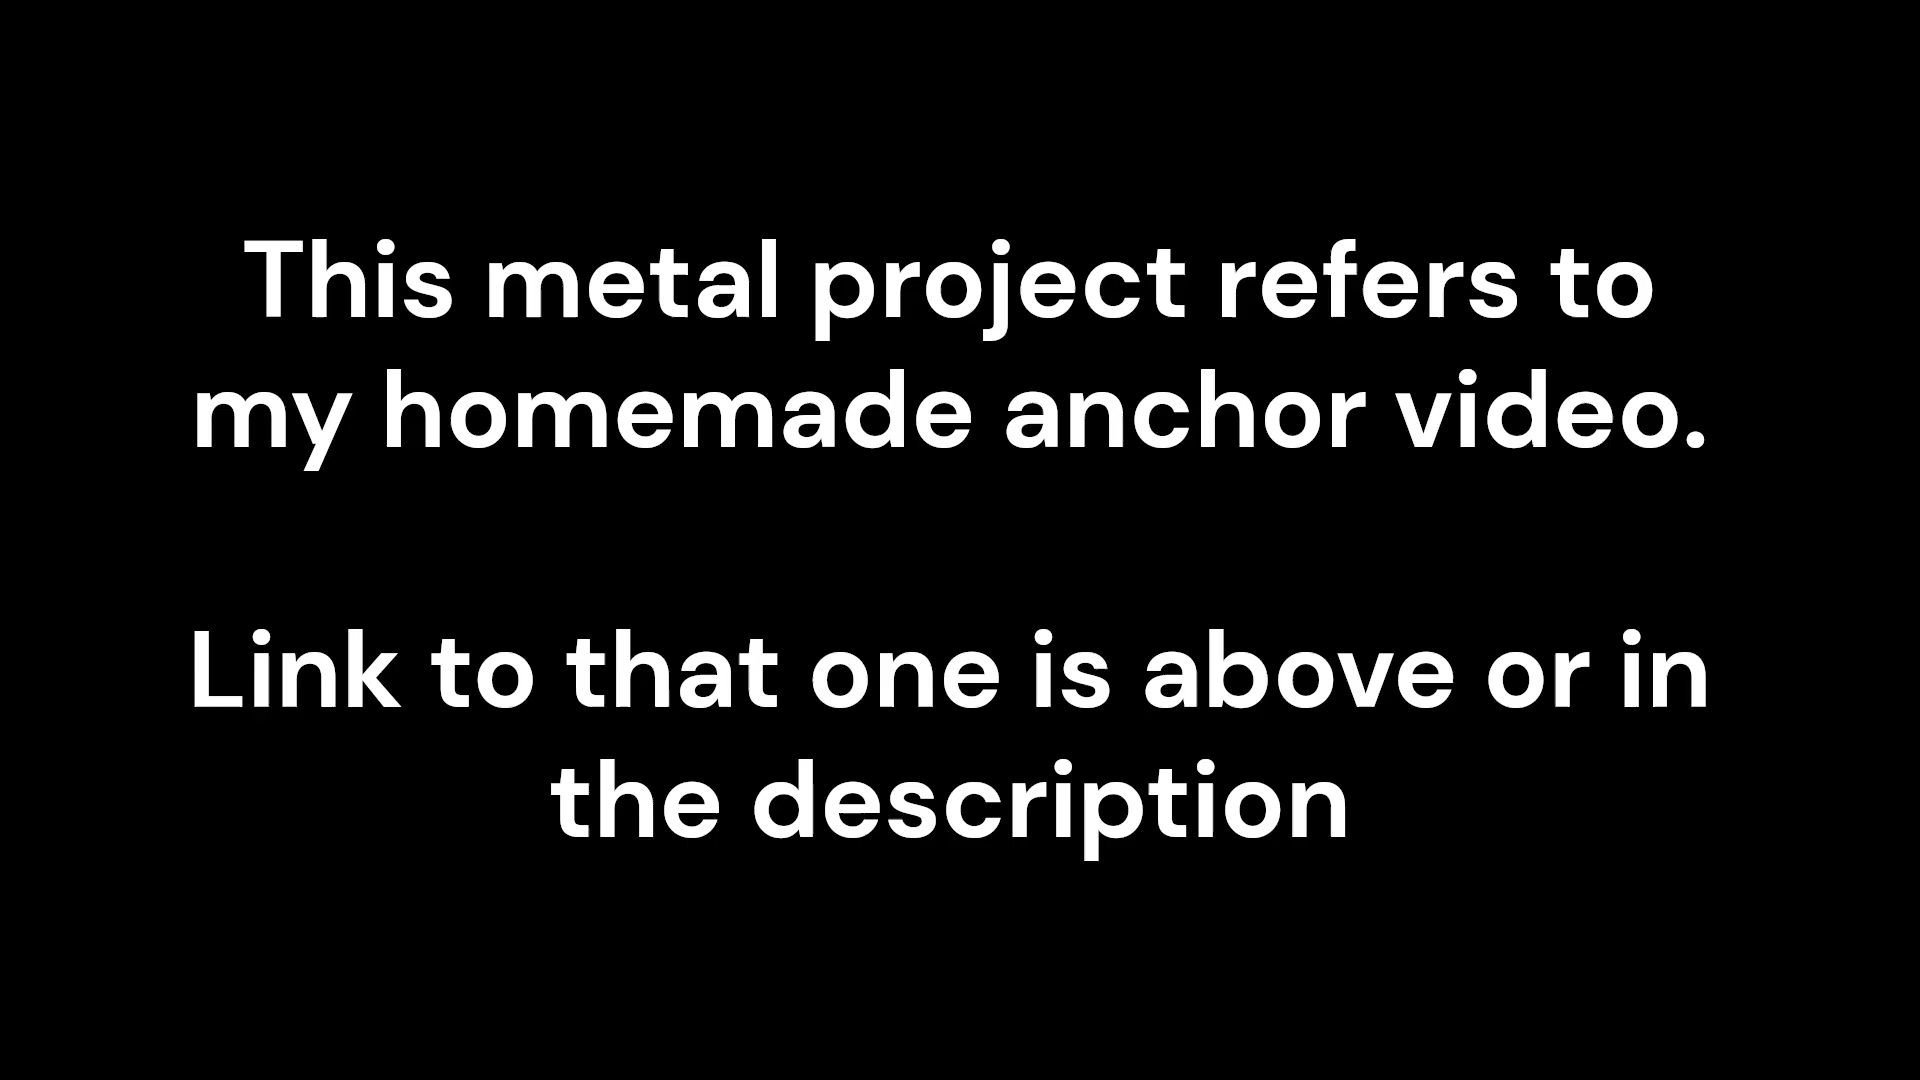 This metal project refers to
my homemade anchor video.
Link to that one is above or in
the description